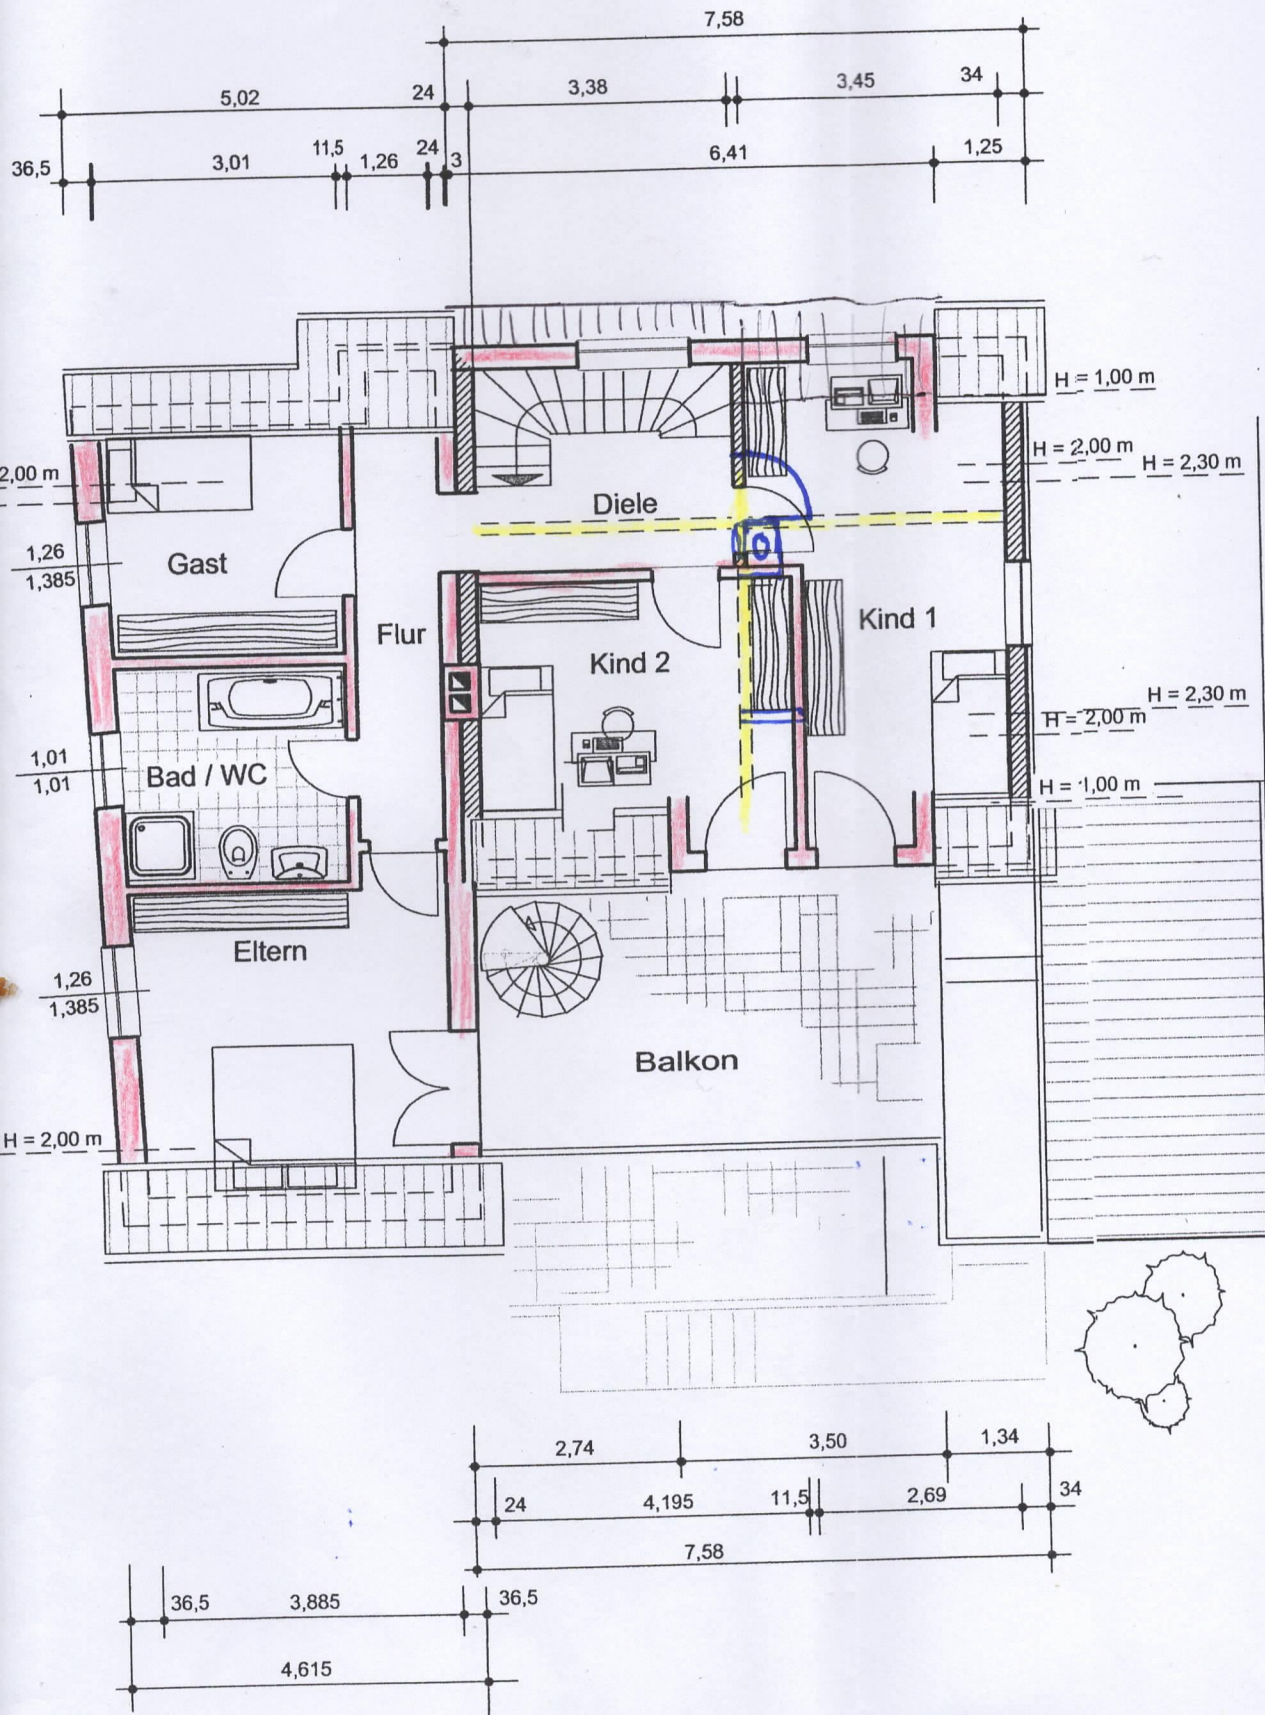 7,58
5,02
24
3,38
3,45
34
36,5
3,01
11,5
1,26
24
3
6,41
1,25
H = 1,00 m
H = 2,00 m
H = 2,30 m
2,00 m
Diele
1,26
1,385
Gast
Flur
Kind 1
Kind 2
H = 2,30 m
H = 2,00 m
1,01
1,01
Bad / WC
H = 1,00 m
Eltern
1,26
1,385
Balkon
H = 2,00 m
2,74
3,50
1,34
24
4,195
11,5
2,69
34
7,58
36,5
3,885
36,5
4,615